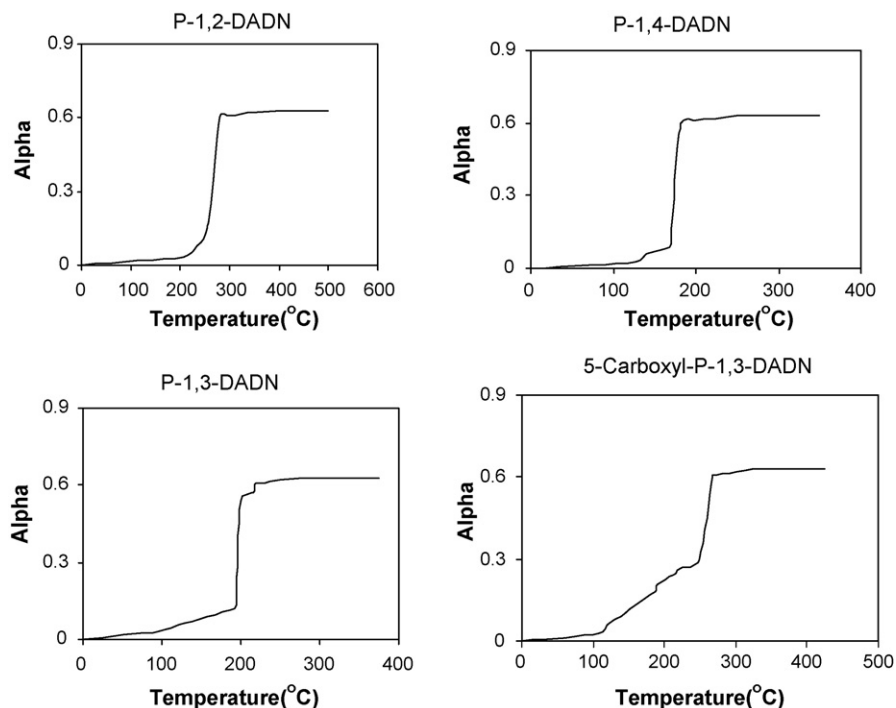 P-1,2-DADN
0.9
0.6
0.3
0
Alpha
0 100 200 300 400 500 600
Temperature(°C)
P-1,4-DADN
0.9
0.6
0.3
0
Alpha
0 100 200 300 400
Temperature(°C)
P-1,3-DADN
0.9
0.6
0.3
0
Alpha
0 200 400
Temperature(°C)
5-Carboxyl-P-1,3-DADN
0.9
0.6
0.3
0
Alpha
0 100 200 300 400 500
Temperature(°C)